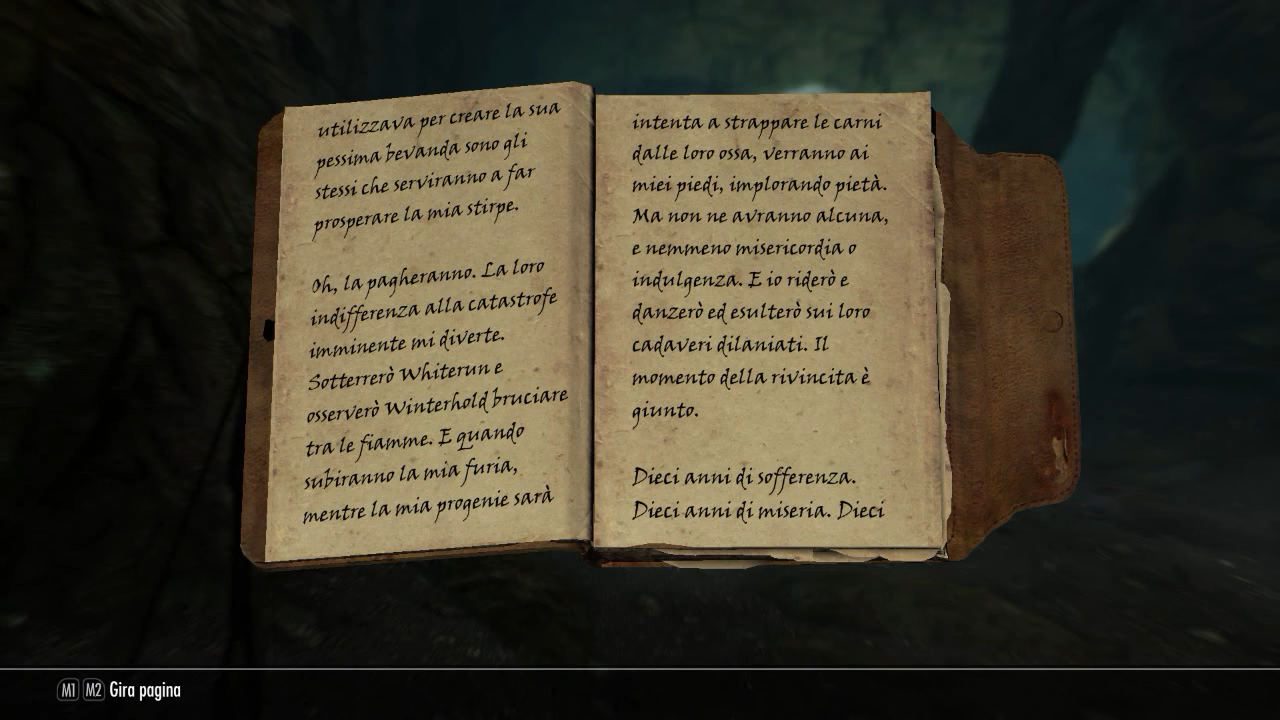 utilizzava per creare la sua
pessima bevanda sono gli
stessi che serviranno a far
prosperare la mia stirpe.
Oh, la pagheranno. La loro
indifferenza alla catastrofe
imminente mi diverte.
Sotterrerò Whiterun e
osserverò Winterhold bruciare
tra le fiamme. E quando
subiranno la mia furia,
mentre la mia progenie sarà
intenta a strappare le carni
dalle loro ossa, verranno ai
miei piedi, implorando pietà.
Ma non ne avranno alcuna,
e nemmeno misericordia o
indulgenza. E io riderò e
danzerò ed esulterò sui loro
cadaveri dilaniati. Il
momento della rivincita è
giunto.
Dieci anni di sofferenza.
Dieci anni di miseria. Dieci
M1 M2 Gira pagina